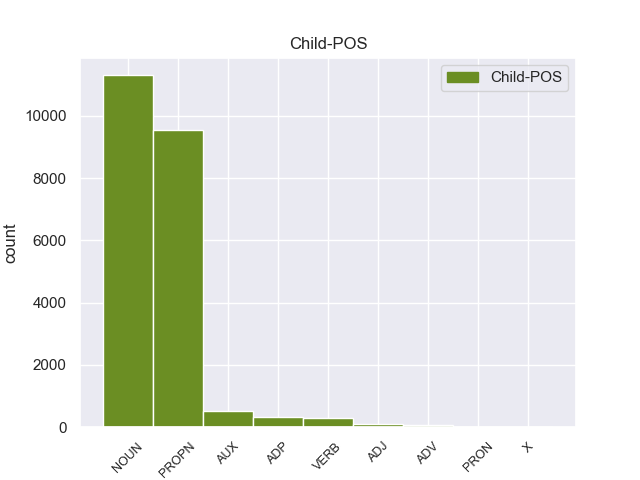 Child-POS
Child-POS
count
10000
8000
6000
4000
2000
0
NOUN
PROPN
AUX
ADP
VERB
ADJ
ADV
PRON
X